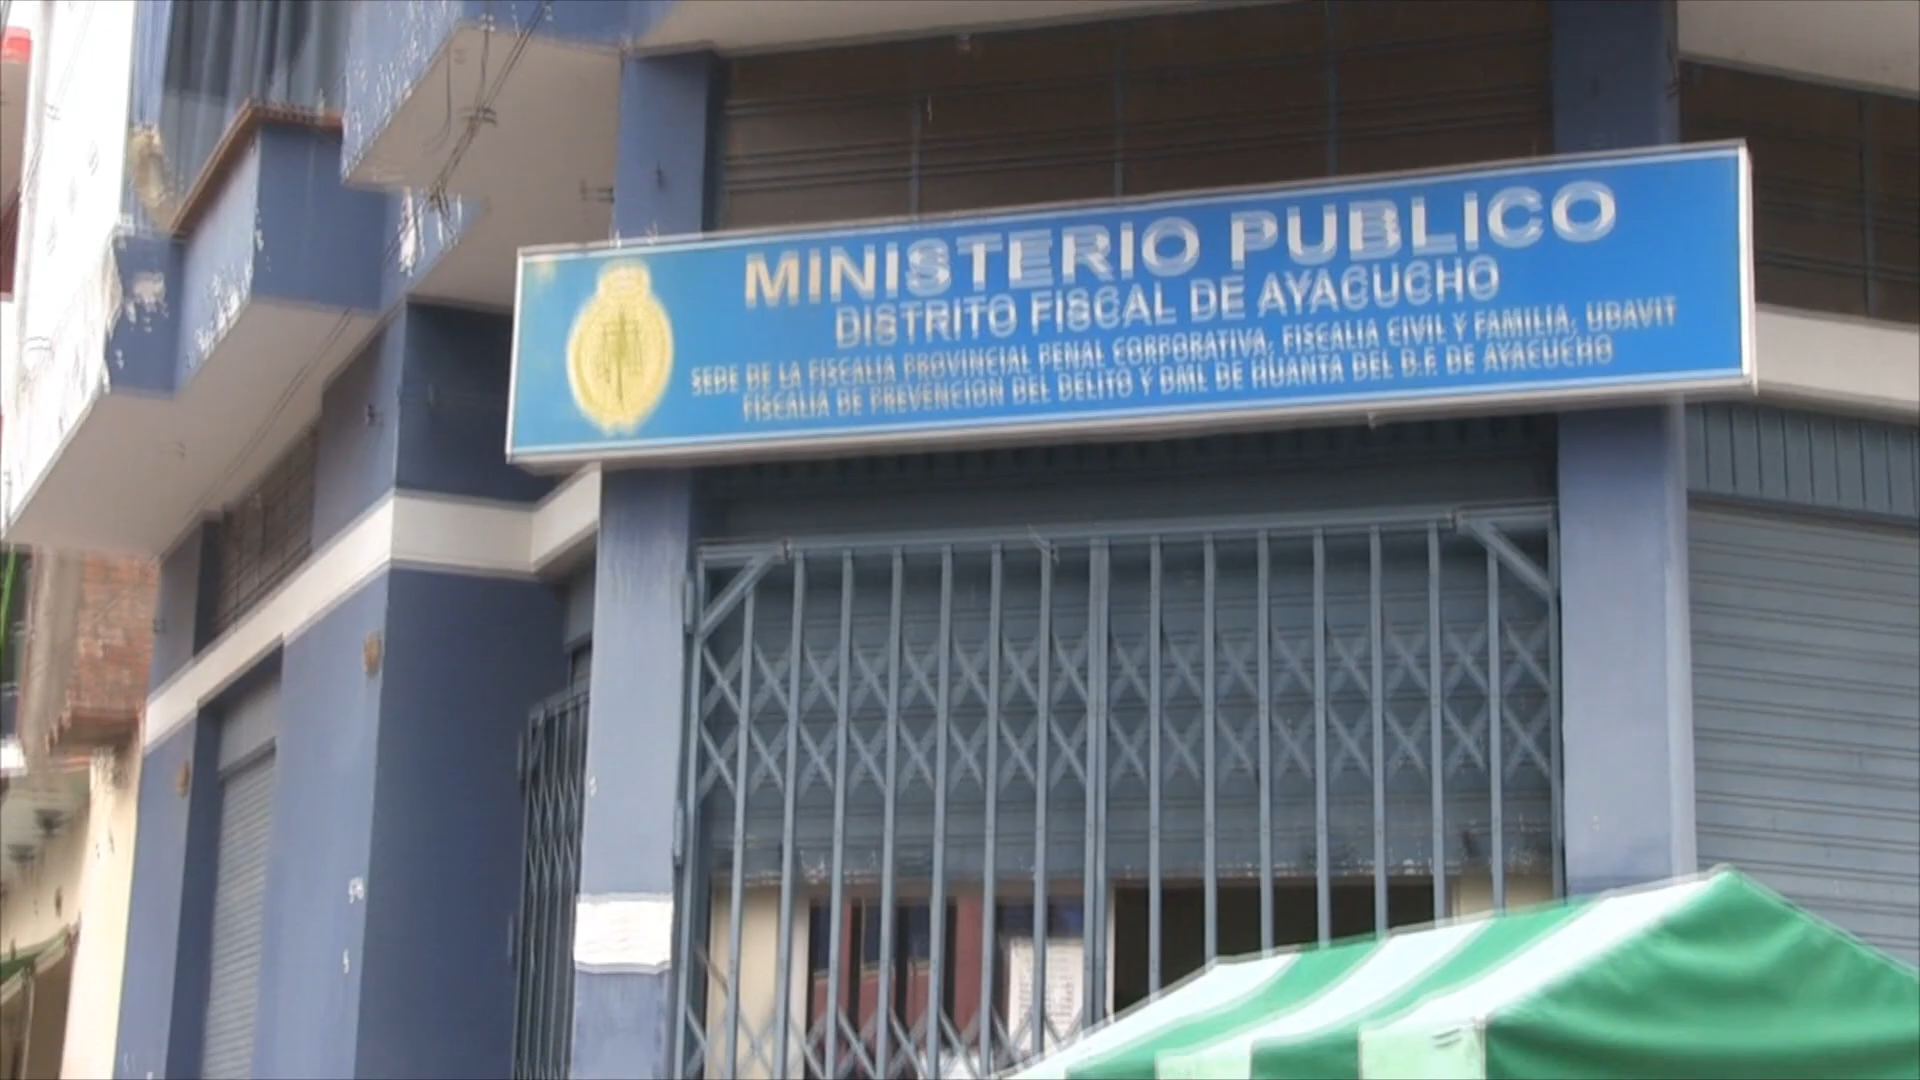 MINISTERIO PUBLICO
DISTRITO FISCAL DE AYACUCHO
SEDE DE LA FISCALIA PROVINCIAL PENAL CORPORATIVA, FISCALIA CIVIL Y FAMILIA, UDAVIT
FISCALIA DE PREVENCION DEL DELITO Y DML DE HUANTA DEL D.F. DE AYACUCHO